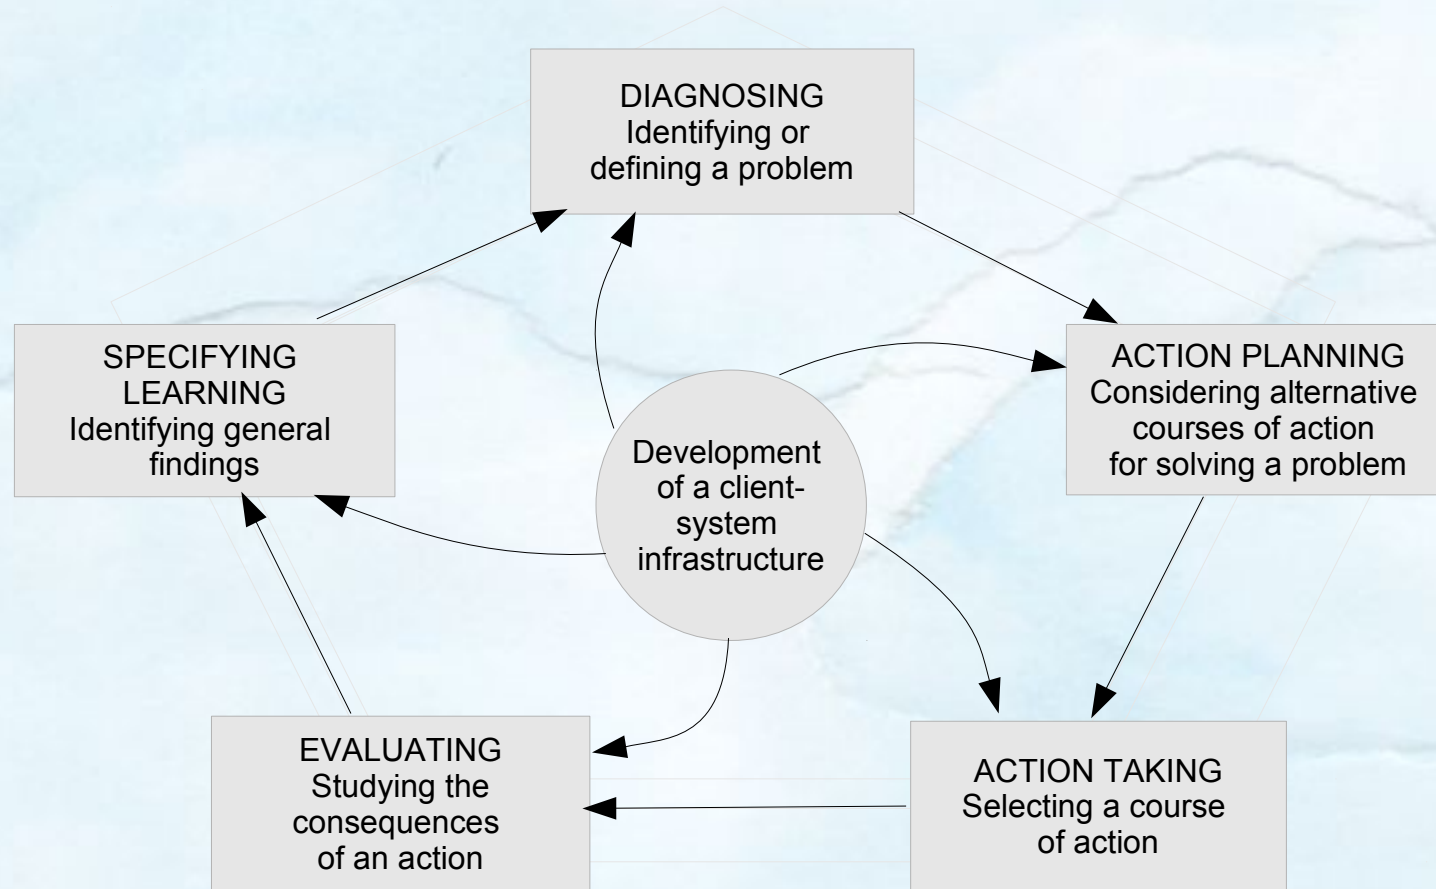 DIAGNOSING
Identifying or
defining a problem
SPECIFYING
LEARNING
Identifying general
findings
ACTION PLANNING
Considering alternative
courses of action
for solving a problem
Development
of a client-
system
infrastructure
EVALUATING
Studying the
consequences
of an action
ACTION TAKING
Selecting a course
of action